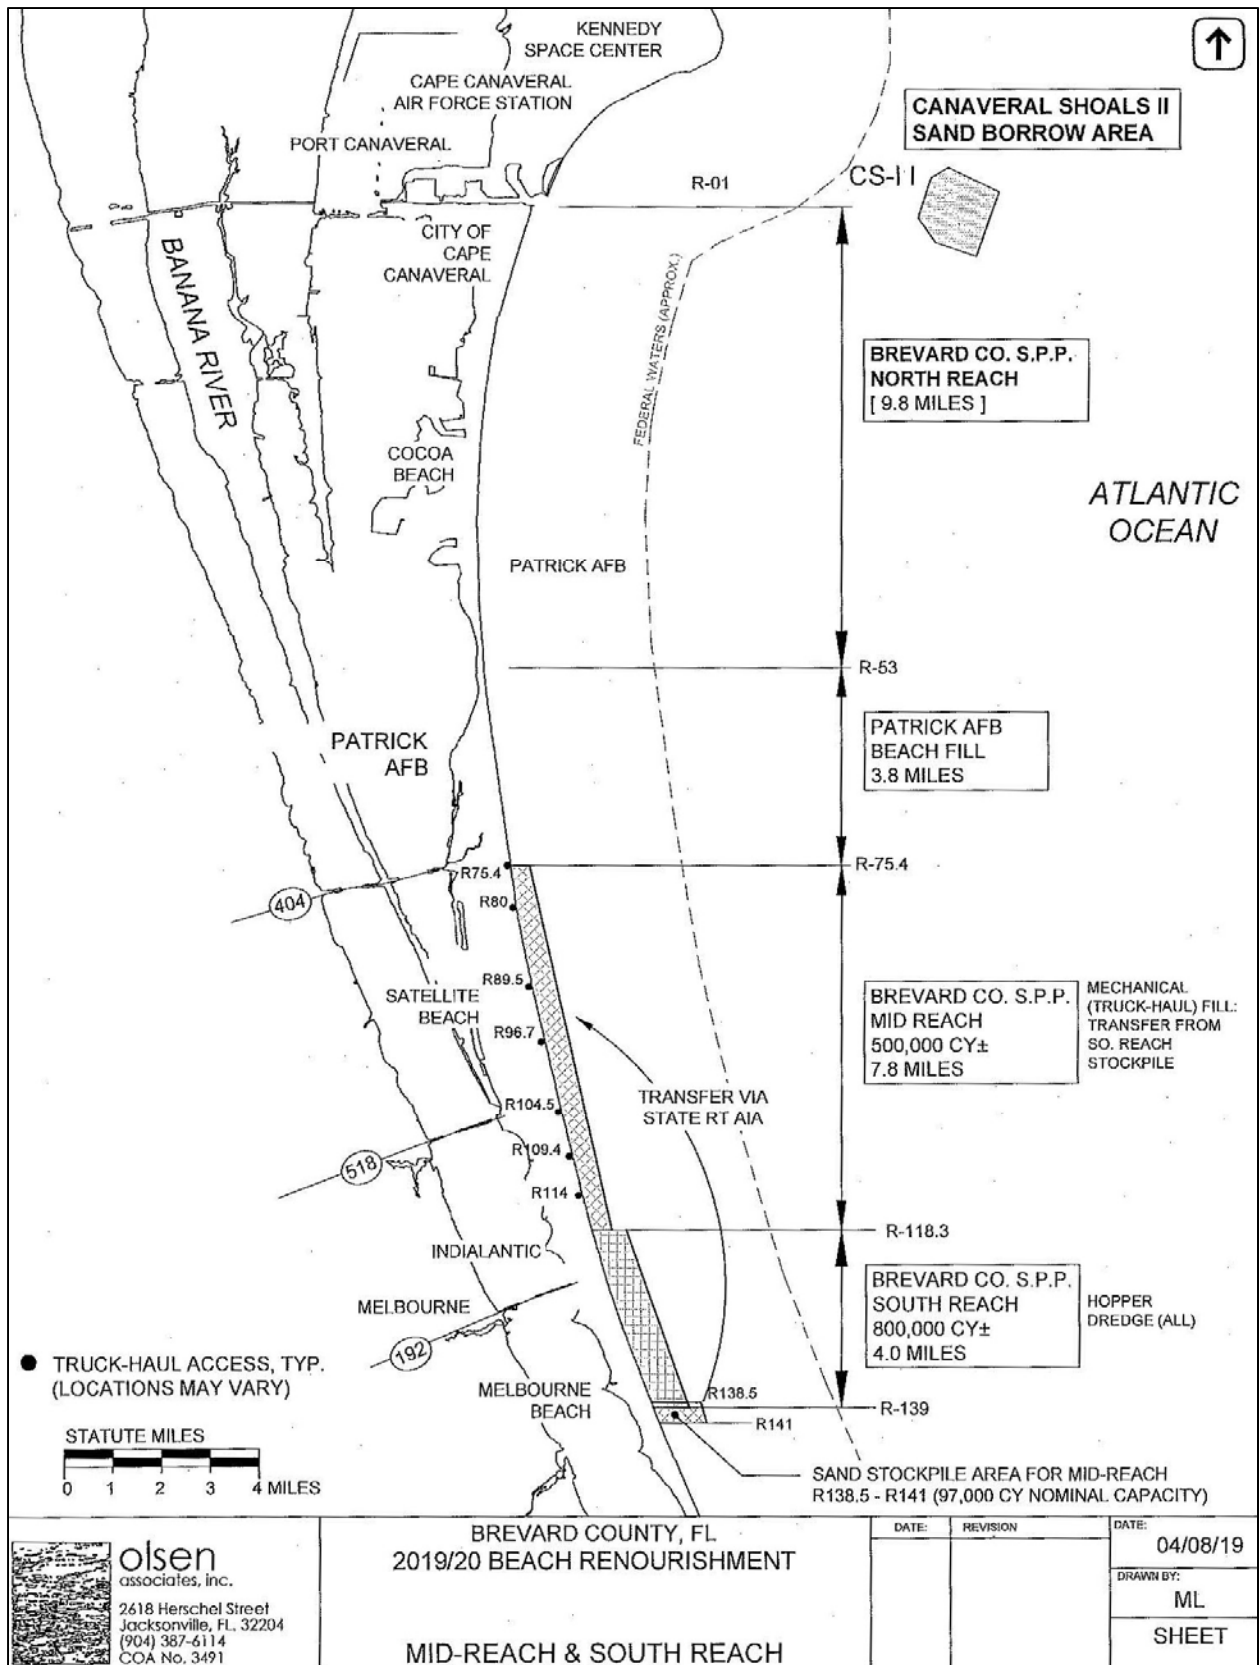 KENNEDY
SPACE CENTER
CAPE CANAVERAL
AIR FORCE STATION
PORT CANAVERAL
CANAVERAL SHOALS II
SAND BORROW AREA
CS-II
R-01
CITY OF
CAPE
CANAVERAL
BANANA RIVER
FEDERAL WATERS (APPROX.)
BREVARD CO. S.P.P.
NORTH REACH
[ 9.8 MILES ]
COCOA
BEACH
ATLANTIC
OCEAN
PATRICK AFB
R-53
PATRICK
AFB
PATRICK AFB
BEACH FILL
3.8 MILES
R75.4
R-75.4
404
R80
R89.5
SATELLITE
BEACH
R96.7
BREVARD CO. S.P.P.
MID REACH
500,000 CY±
7.8 MILES
MECHANICAL
(TRUCK-HAUL) FILL:
TRANSFER FROM
SO. REACH
STOCKPILE
TRANSFER VIA
STATE RT AIA
R104.5
R109.4
518
R114
R-118.3
INDIALANTIC
MELBOURNE
192
BREVARD CO. S.P.P.
SOUTH REACH
800,000 CY±
4.0 MILES
HOPPER
DREDGE (ALL)
TRUCK-HAUL ACCESS, TYP.
(LOCATIONS MAY VARY)
MELBOURNE
BEACH
R138.5
R-139
R141
STATUTE MILES
0 1 2 3 4 MILES
SAND STOCKPILE AREA FOR MID-REACH
R138.5 - R141 (97,000 CY NOMINAL CAPACITY)
olsen
associates, inc.
2618 Herschel Street
Jacksonville, FL. 32204
(904) 387-6114
COA No. 3491
BREVARD COUNTY, FL
2019/20 BEACH RENOURISHMENT
MID-REACH & SOUTH REACH
DATE:
REVISION
DATE:
04/08/19
DRAWN BY:
ML
SHEET